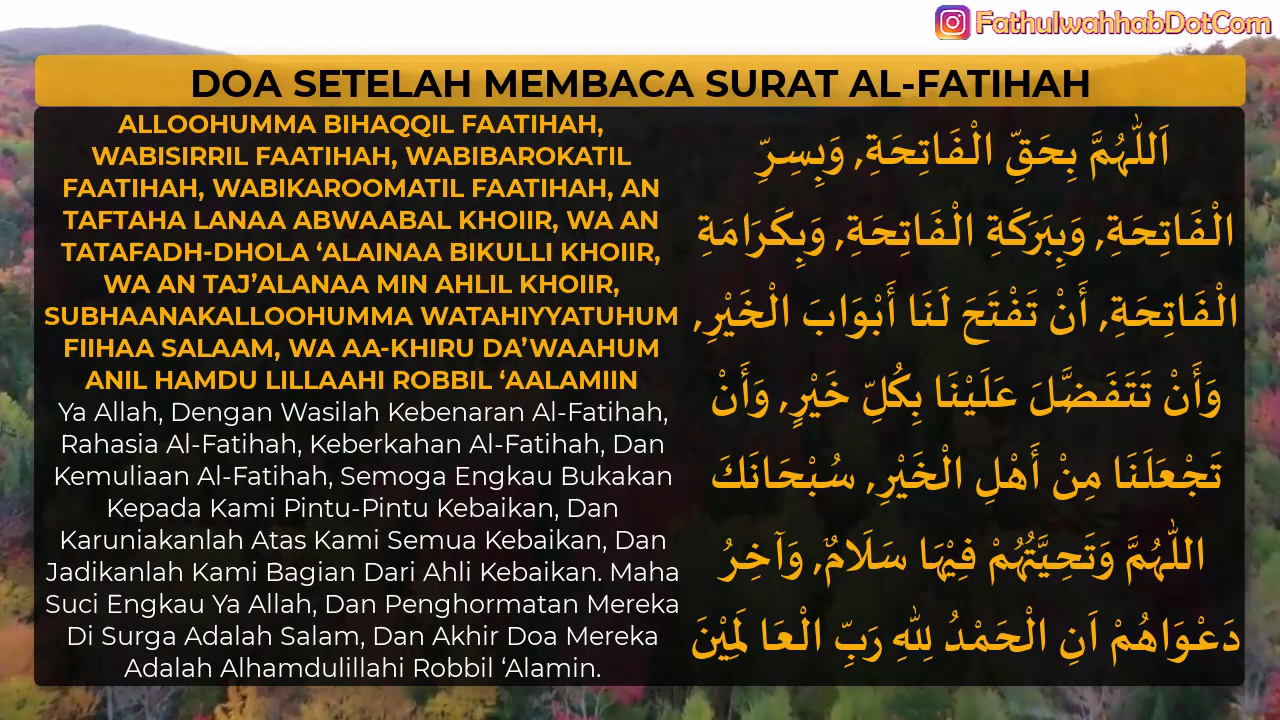 FathulwahhabDotCom
DOA SETELAH MEMBACA SURAT AL-FATIHAH
ALLOOHUMMA BIHAQQIL FAATIHAH,
WABISIRRIL FAATIHAH, WABIBAROKATIL
FAATIHAH, WABIKAROOMATIL FAATIHAH, AN
TAFTAHA LANAA ABWAABAL KHOIIR, WA AN
TATAFADH-DHOLA ‘ALAINAA BIKULLI KHOIIR,
WA AN TAJ’ALANAA MIN AHLIL KHOIIR,
SUBHAANAKALLOOHUMMA WATAHIYYATUHUM
FIIHAA SALAAM, WA AA-KHIRU DA’WAAHUM
ANIL HAMDU LILLAAHI ROBBIL ‘AALAMIIN
Ya Allah, Dengan Wasilah Kebenaran Al-Fatihah,
Rahasia Al-Fatihah, Keberkahan Al-Fatihah, Dan
Kemuliaan Al-Fatihah, Semoga Engkau Bukakan
Kepada Kami Pintu-Pintu Kebaikan, Dan
Karuniakanlah Atas Kami Semua Kebaikan, Dan
Jadikanlah Kami Bagian Dari Ahli Kebaikan. Maha
Suci Engkau Ya Allah, Dan Penghormatan Mereka
Di Surga Adalah Salam, Dan Akhir Doa Mereka
Adalah Alhamdulillahi Robbil ‘Alamin.
اَللّٰهُمَّ بِحَقِّ الْفَاتِحَةِ, وَبِسِرِّ
الْفَاتِحَةِ, وَبِبَرَكَةِ الْفَاتِحَةِ, وَبِكَرَامَةِ
الْفَاتِحَةِ, أَنْ تَفْتَحَ لَنَا أَبْوَابَ الْخَيْرِ,
وَأَنْ تَتَفَضَّلَ عَلَيْنَا بِكُلِّ خَيْرٍ, وَأَنْ
تَجْعَلَنَا مِنْ أَهْلِ الْخَيْرِ, سُبْحَانَكَ
اللّٰهُمَّ وَتَحِيَّتُهُمْ فِيْهَا سَلَامٌ, وَآخِرُ
دَعْوَاهُمْ اَنِ الْحَمْدُ لِلّٰهِ رَبِّ الْعَا لَمِيْنَ